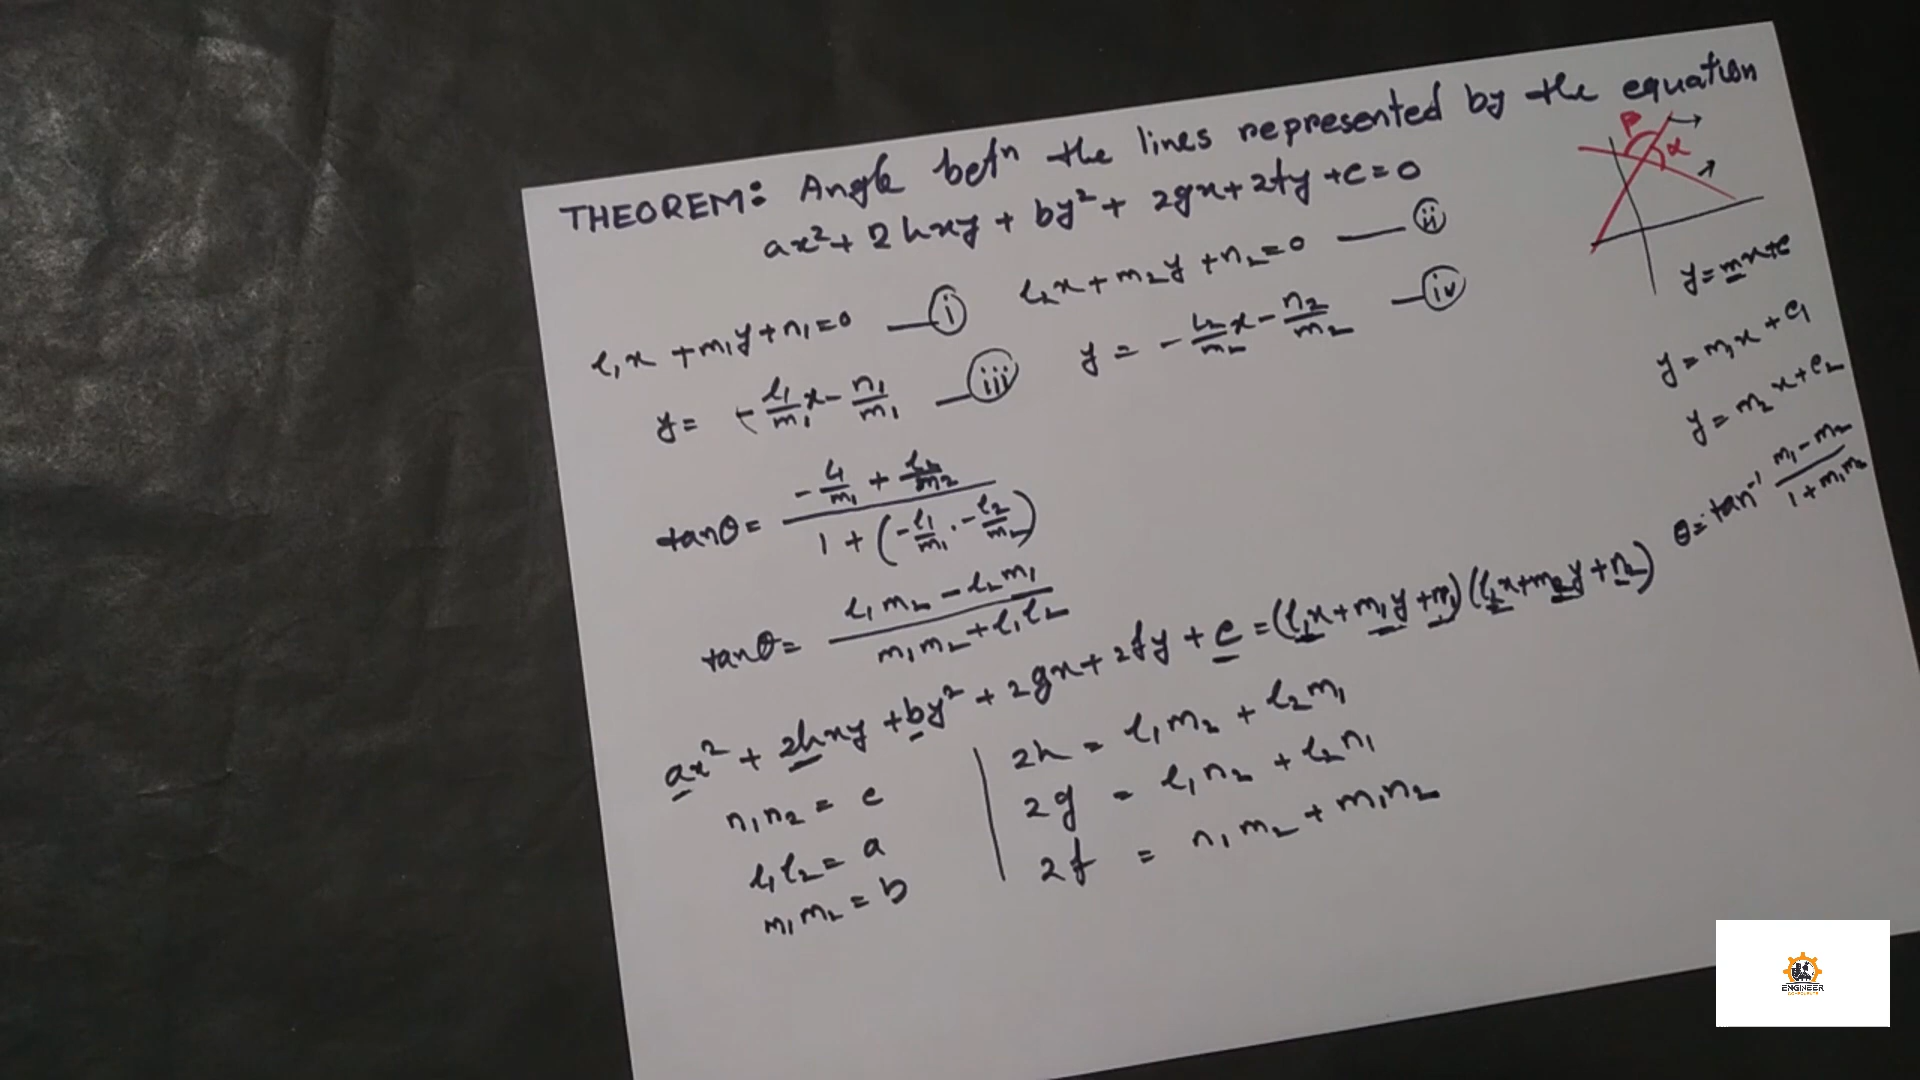 THEOREM: Angle betⁿ the lines represented by the equation
ax² + 2hxy + by² + 2gx + 2fy + c = 0
l₁x + m₁y + n₁ = 0 — (i)
l₂x + m₂y + n₂ = 0 — (ii)
y = - l₁/m₁ x - n₁/m₁ — (iii)
y = - l₂/m₂ x - n₂/m₂ — (iv)
tanθ = (- l₁/m₁ + l₂/m₂) / (1 + (- l₁/m₁ . - l₂/m₂))
tanθ = (l₁m₂ - l₂m₁) / (m₁m₂ + l₁l₂)
ax² + 2hxy + by² + 2gx + 2fy + c = (l₁x + m₁y + n₁) (l₂x + m₂y + n₂)
n₁n₂ = c
l₁l₂ = a
m₁m₂ = b
2h = l₁m₂ + l₂m₁
2g = l₁n₂ + l₂n₁
2f = n₁m₂ + m₁n₂
β
α
y = mx + c
y = m₁x + c₁
y = m₂x + c₂
θ = tan⁻¹ (m₁ - m₂) / (1 + m₁m₂)
ENGINEER